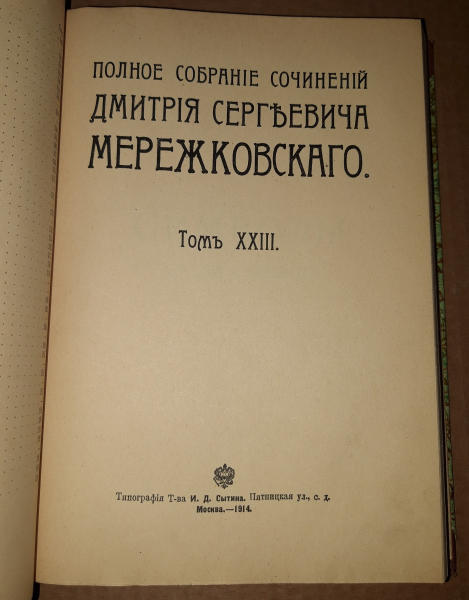 ПОЛНОЕ СОБРАНІЕ СОЧИНЕНІЙ
ДМИТРІЯ СЕРГѢЕВИЧА
МЕРЕЖКОВСКАГО.
Томъ XXIII.
Типографія Т-ва И. Д. Сытина. Пятницкая ул., с. д.
Москва.—1914.